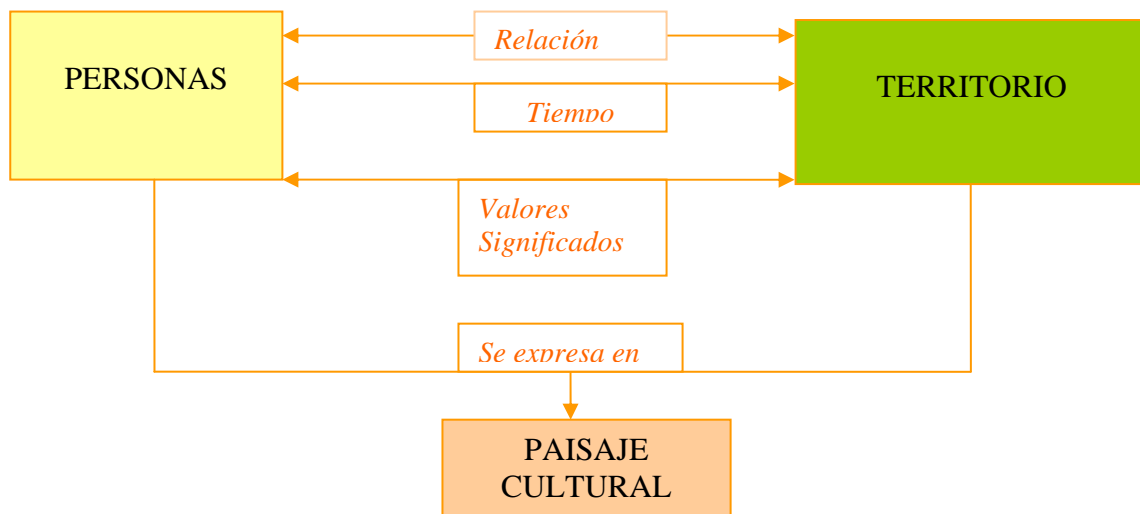 Relación
PERSONAS
TERRITORIO
Tiempo
Valores
Significados
Se expresa en
PAISAJE
CULTURAL